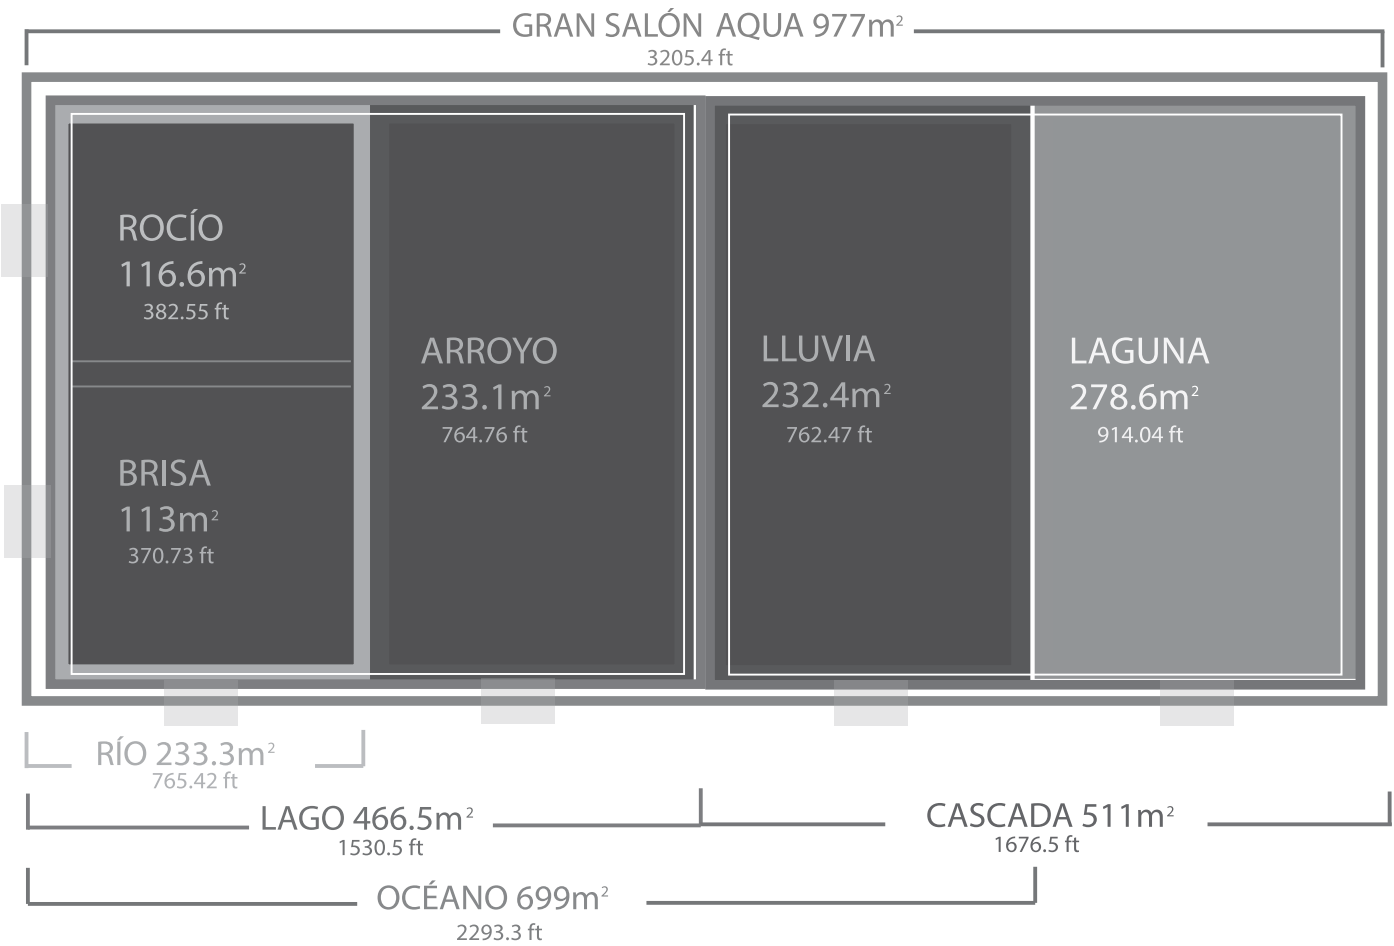 GRAN SALÓN AQUA 977m²
3205.4 ft
ROCÍO
116.6m²
382.55 ft
BRISA
113m²
370.73 ft
ARROYO
233.1m²
764.76 ft
LLUVIA
232.4m²
762.47 ft
LAGUNA
278.6m²
914.04 ft
RÍO 233.3m²
765.42 ft
LAGO 466.5m²
1530.5 ft
CASCADA 511m²
1676.5 ft
OCÉANO 699m²
2293.3 ft